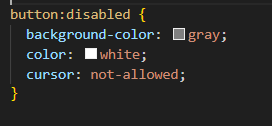 button:disabled {
background-color: gray;
color: white;
cursor: not-allowed;
}